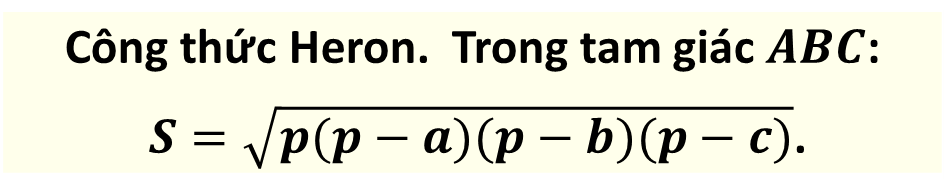 Công thức Heron. Trong tam giác ABC:
S = √p(p − a)(p − b)(p − c).